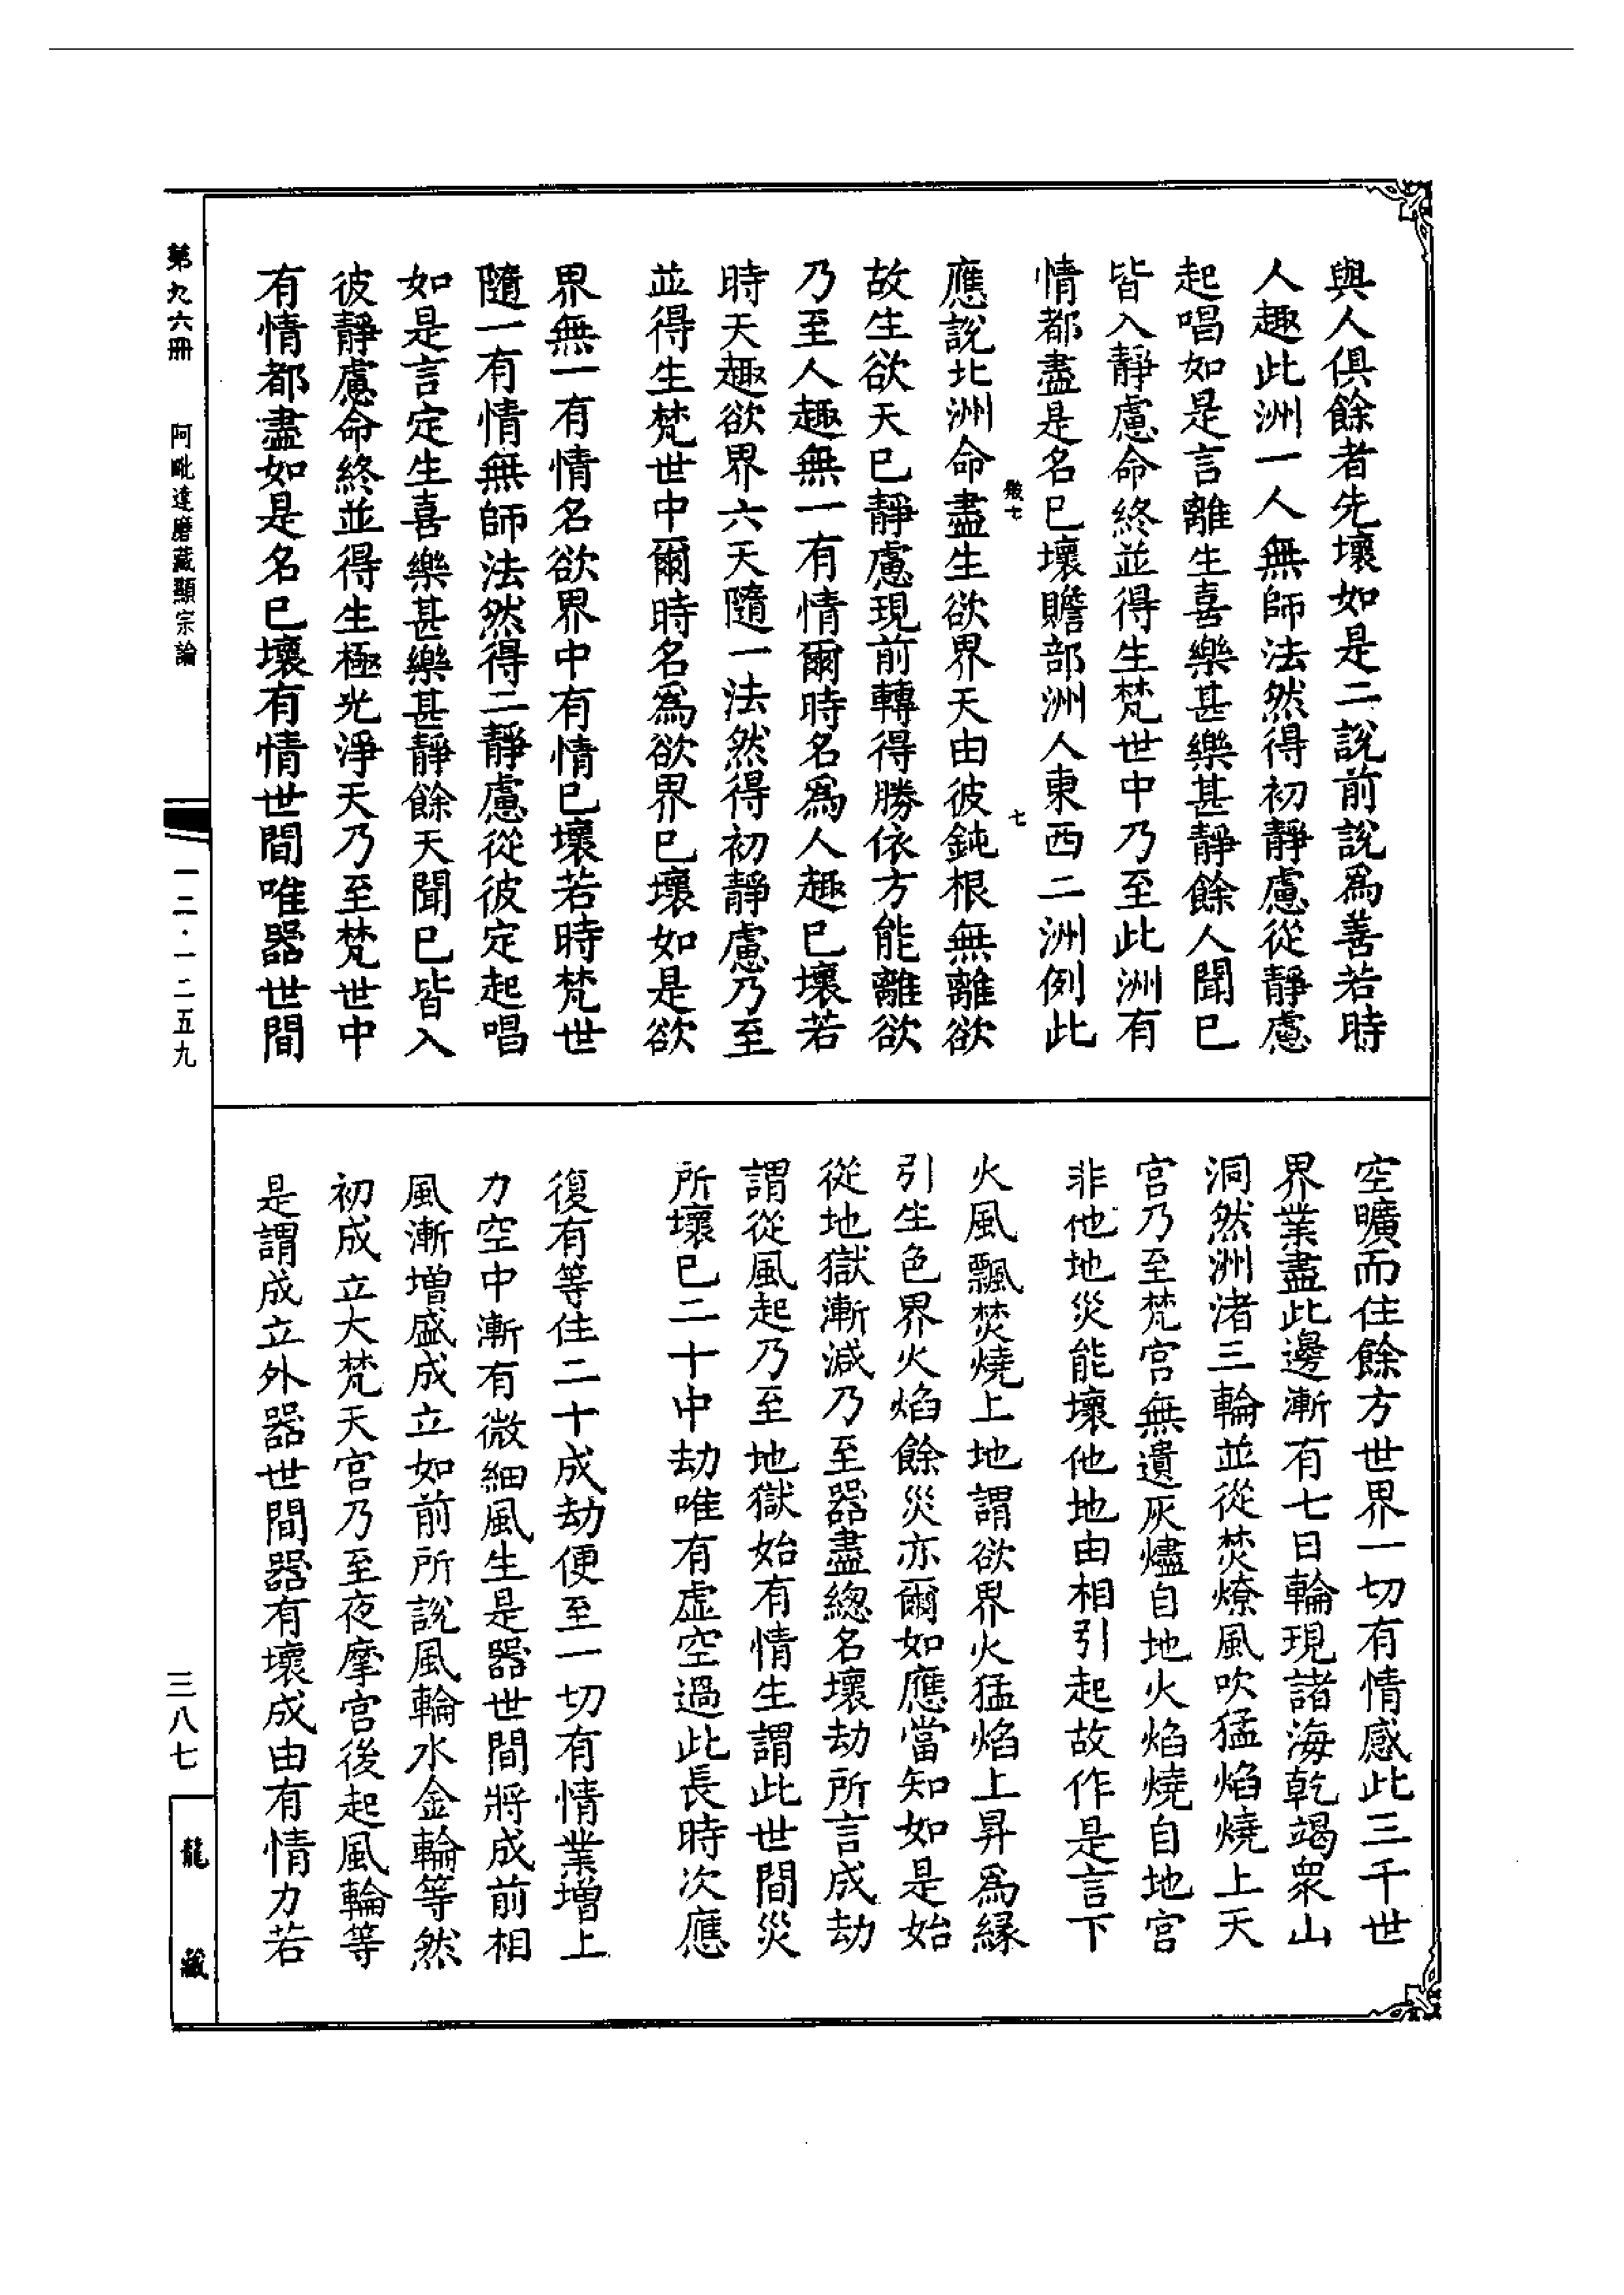 與人俱餘者先壞如是二說前說爲善若時
人趣此洲一人無師法然得初靜慮從靜慮
起唱如是言離生喜樂甚樂甚靜餘人聞已
皆入靜慮命終並得生梵世中乃至此洲有
情都盡是名已壞贍部洲人東西二洲例此
七
應說北洲命盡生欲界天由彼鈍根無離欲
故生欲天已靜慮現前轉得勝依方能離欲
乃至人趣無一有情爾時名爲人趣已壞若
時天趣欲界六天隨一法然得初靜慮乃至
並得生梵世中爾時名爲欲界已壞如是欲
界無一有情名欲界中有情已壞若時梵世
隨一有情無師法然得二靜慮從彼定起唱
如是言定生喜樂甚樂甚靜餘天聞已皆入
彼靜慮命終並得生極光淨天乃至梵世中
有情都盡如是名已壞有情世間唯器世間
空曠而住餘方世界一切有情感此三千世
界業盡此邊漸有七日輪現諸海乾竭衆山
洞然洲渚三輪並從焚燎風吹猛焰燒上天
宮乃至梵宮無遺灰燼自地火焰燒自地宮
非他地災能壞他地由相引起故作是言下
火風飄焚燒上地謂欲界火猛焰上昇爲緣
引生色界火焰餘災亦爾如應當知如是始
從地獄漸減乃至器盡總名壞劫所言成劫
謂從風起乃至地獄始有情生謂此世間災
所壞已二十中劫唯有虛空過此長時次應
復有等住二十成劫便至一切有情業增上
力空中漸有微細風生是器世間將成前相
風漸增盛成立如前所說風輪水金輪等然
初成立大梵天宮乃至夜摩宮後起風輪等
是謂成立外器世間器有壞成由有情力若
第九六冊 阿毗達磨藏顯宗論 一二·一二五九
三八七
龍藏